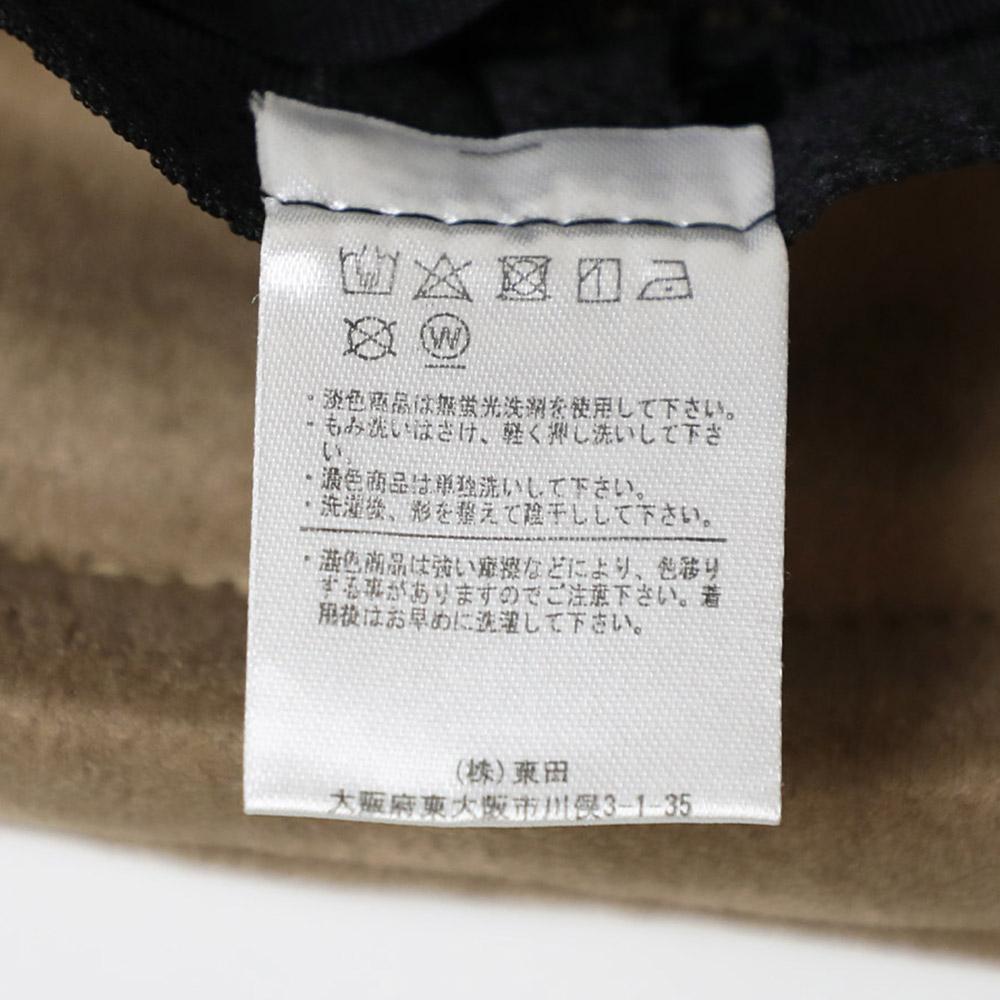 W
・淡色商品は無蛍光洗剤を使用して下さい。
・もみ洗いはさけ、軽く押し洗いして下さ
い。
・濃色商品は単独洗いして下さい。
・洗濯後、形を整えて陰干しして下さい。
・濃色商品は強い摩擦などにより、色移り
する事がありますのでご注意下さい。着
用後はお早めに洗濯して下さい。
(株)東田
大阪府東大阪市川俣3-1-35